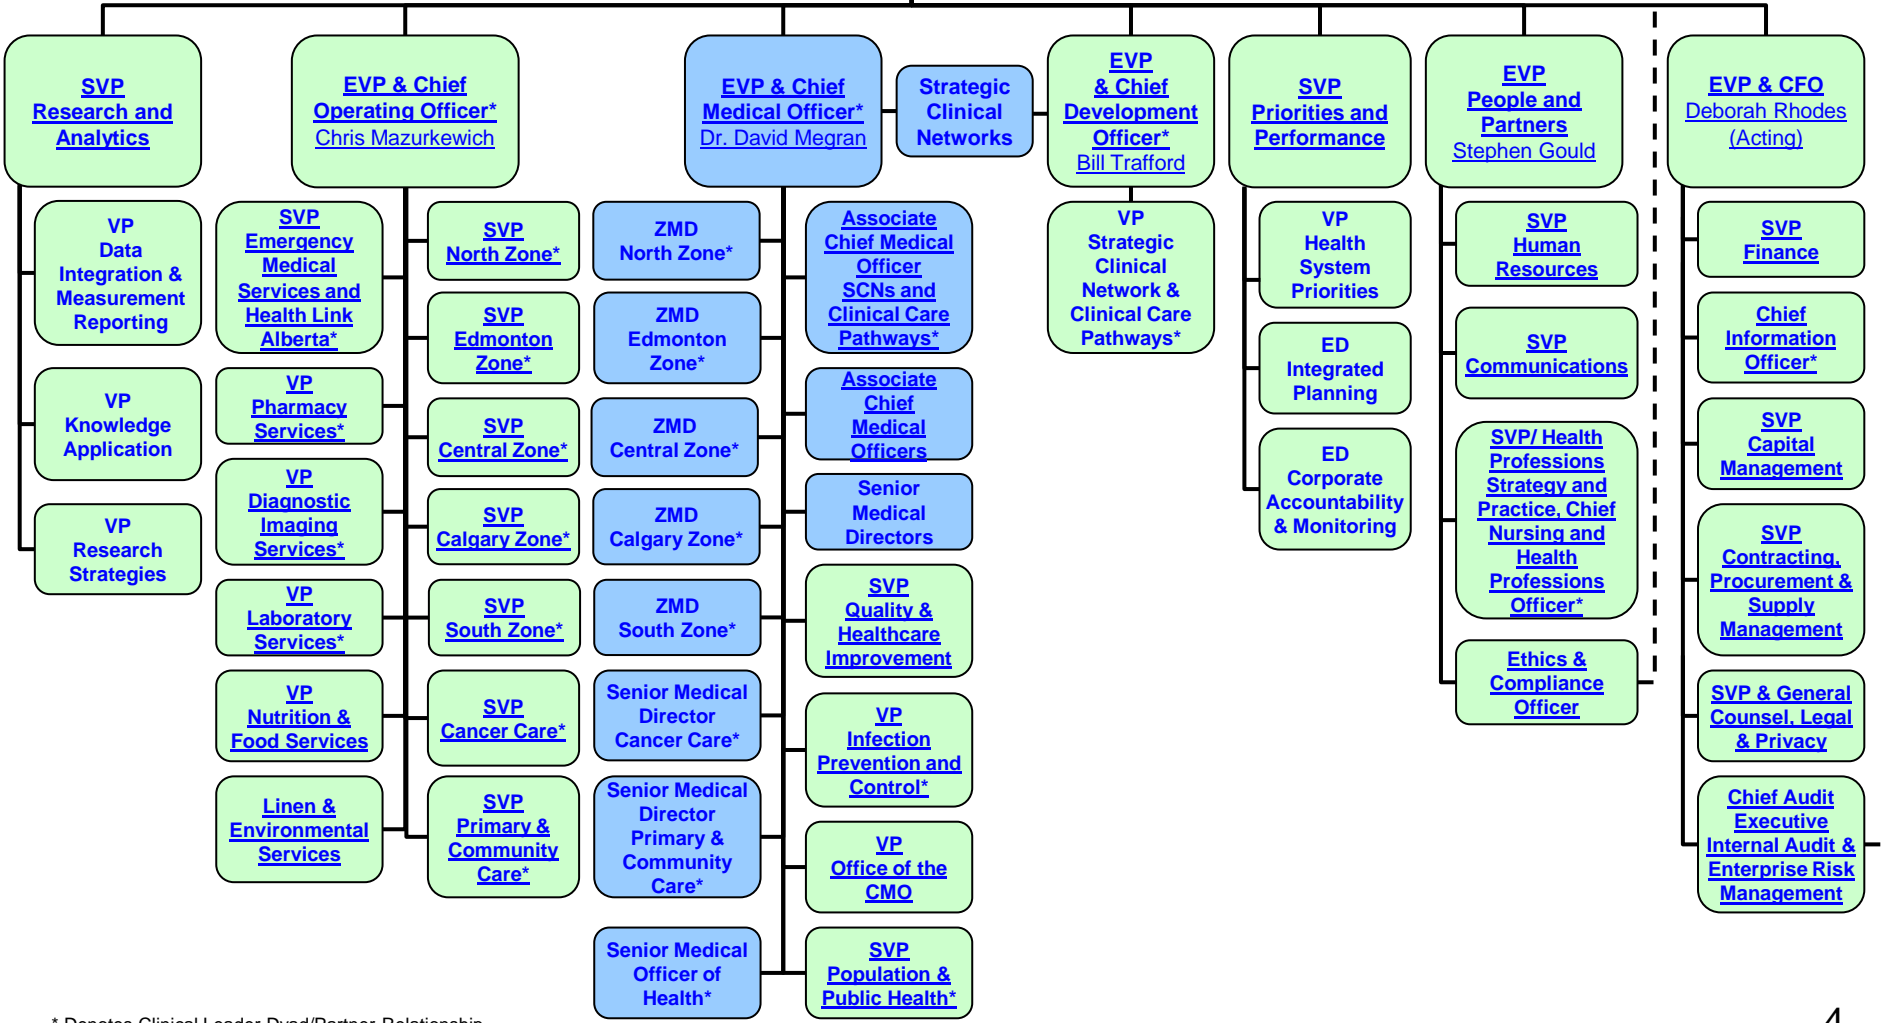 SVP
Research and
Analytics
EVP & Chief
Operating Officer*
Chris Mazurkewich
EVP & Chief
Medical Officer*
Dr. David Megran
Strategic
Clinical
Networks
EVP
& Chief
Development
Officer*
Bill Trafford
SVP
Priorities and
Performance
EVP
People and
Partners
Stephen Gould
EVP & CFO
Deborah Rhodes
(Acting)
VP
Data
Integration &
Measurement
Reporting
VP
Knowledge
Application
VP
Research
Strategies
SVP
Emergency
Medical
Services and
Health Link
Alberta*
VP
Pharmacy
Services*
VP
Diagnostic
Imaging
Services*
VP
Laboratory
Services*
VP
Nutrition &
Food Services
Linen &
Environmental
Services
SVP
North Zone*
SVP
Edmonton
Zone*
SVP
Central Zone*
SVP
Calgary Zone*
SVP
South Zone*
SVP
Cancer Care*
SVP
Primary &
Community
Care*
ZMD
North Zone*
ZMD
Edmonton
Zone*
ZMD
Central Zone*
ZMD
Calgary Zone*
ZMD
South Zone*
Senior Medical
Director
Cancer Care*
Senior Medical
Director
Primary &
Community
Care*
Senior Medical
Officer of
Health*
Associate
Chief Medical
Officer
SCNs and
Clinical Care
Pathways*
Associate
Chief
Medical
Officers
Senior
Medical
Directors
SVP
Quality &
Healthcare
Improvement
VP
Infection
Prevention and
Control*
VP
Office of the
CMO
SVP
Population &
Public Health*
VP
Strategic
Clinical
Network &
Clinical Care
Pathways*
VP
Health
System
Priorities
ED
Integrated
Planning
ED
Corporate
Accountability
& Monitoring
SVP
Human
Resources
SVP
Communications
SVP/ Health
Professions
Strategy and
Practice, Chief
Nursing and
Health
Professions
Officer*
Ethics &
Compliance
Officer
SVP
Finance
Chief
Information
Officer*
SVP
Capital
Management
SVP
Contracting,
Procurement &
Supply
Management
SVP & General
Counsel, Legal
& Privacy
Chief Audit
Executive
Internal Audit &
Enterprise Risk
Management
* Denotes Clinical Leader Dyad/Partner Relationship
4